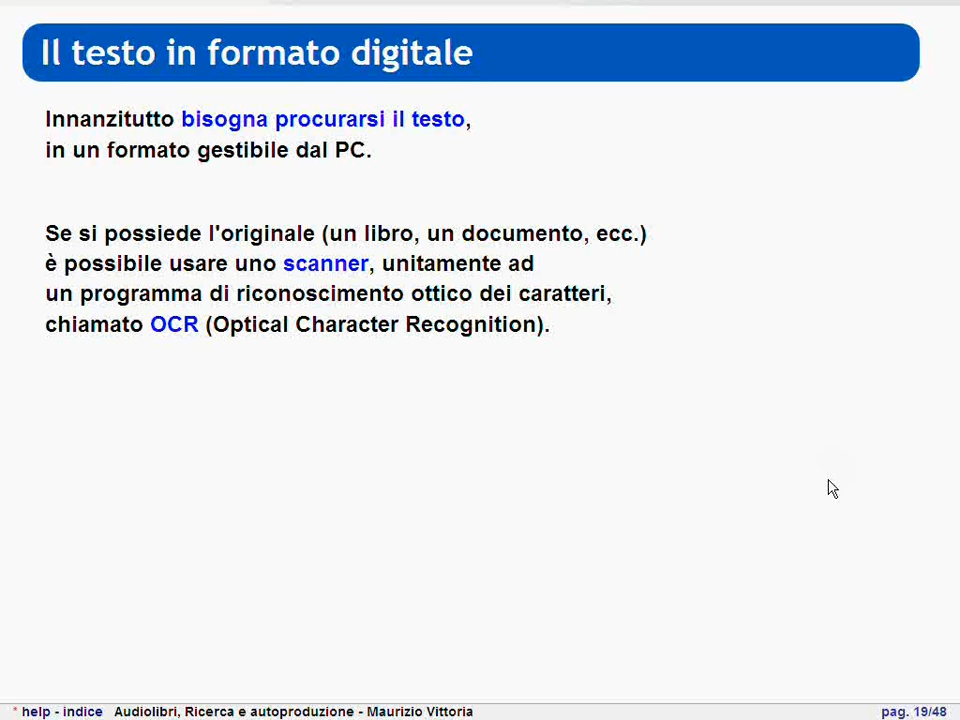 Il testo in formato digitale
Innanzitutto bisogna procurarsi il testo,
in un formato gestibile dal PC.
Se si possiede l'originale (un libro, un documento, ecc.)
è possibile usare uno scanner, unitamente ad
un programma di riconoscimento ottico dei caratteri,
chiamato OCR (Optical Character Recognition).
* help - indice Audiolibri, Ricerca e autoproduzione - Maurizio Vittoria pag. 19/48